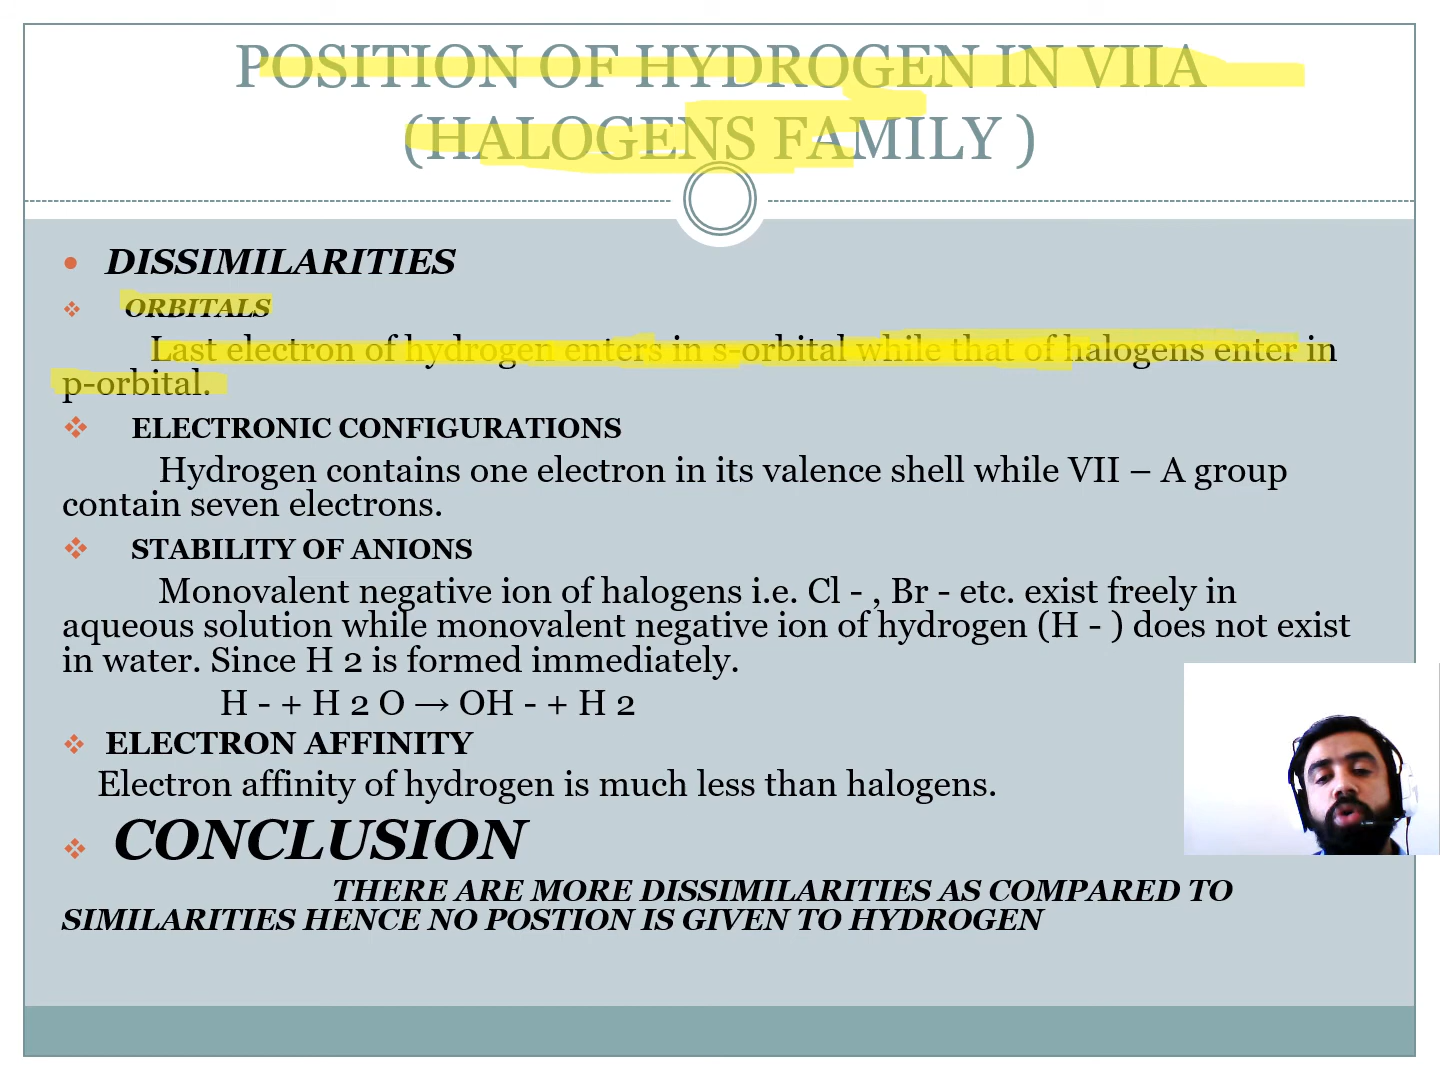 POSITION OF HYDROGEN IN VIIA
(HALOGENS FAMILY )
DISSIMILARITIES
ORBITALS
Last electron of hydrogen enters in s-orbital while that of halogens enter in
p-orbital.
ELECTRONIC CONFIGURATIONS
Hydrogen contains one electron in its valence shell while VII – A group
contain seven electrons.
STABILITY OF ANIONS
Monovalent negative ion of halogens i.e. Cl - , Br - etc. exist freely in
aqueous solution while monovalent negative ion of hydrogen (H - ) does not exist
in water. Since H 2 is formed immediately.
H - + H 2 O → OH - + H 2
ELECTRON AFFINITY
Electron affinity of hydrogen is much less than halogens.
CONCLUSION
THERE ARE MORE DISSIMILARITIES AS COMPARED TO
SIMILARITIES HENCE NO POSTION IS GIVEN TO HYDROGEN